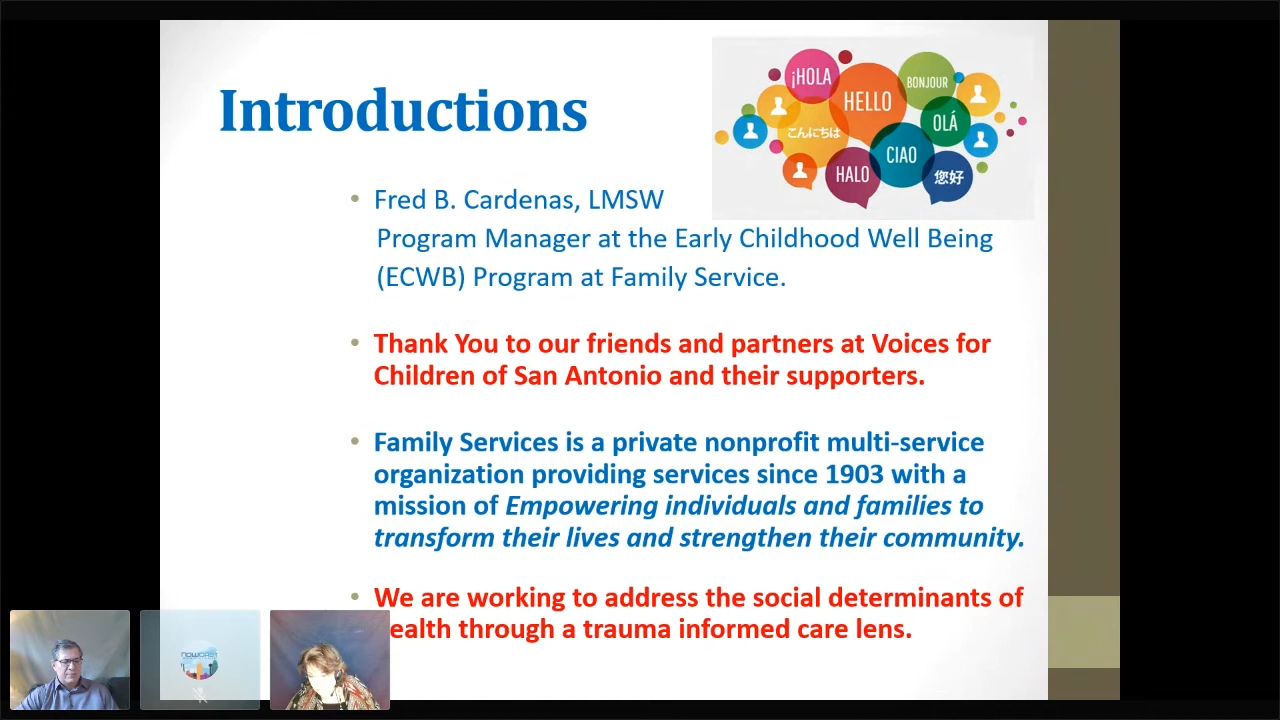 Introductions
¡HOLA
HELLO
BONJOUR
こんにちは
OLÁ
CIAO
HALO
您好
• Fred B. Cardenas, LMSW
Program Manager at the Early Childhood Well Being
(ECWB) Program at Family Service.
• Thank You to our friends and partners at Voices for
Children of San Antonio and their supporters.
• Family Services is a private nonprofit multi-service
organization providing services since 1903 with a
mission of Empowering individuals and families to
transform their lives and strengthen their community.
• We are working to address the social determinants of
ealth through a trauma informed care lens.
NOWCAST